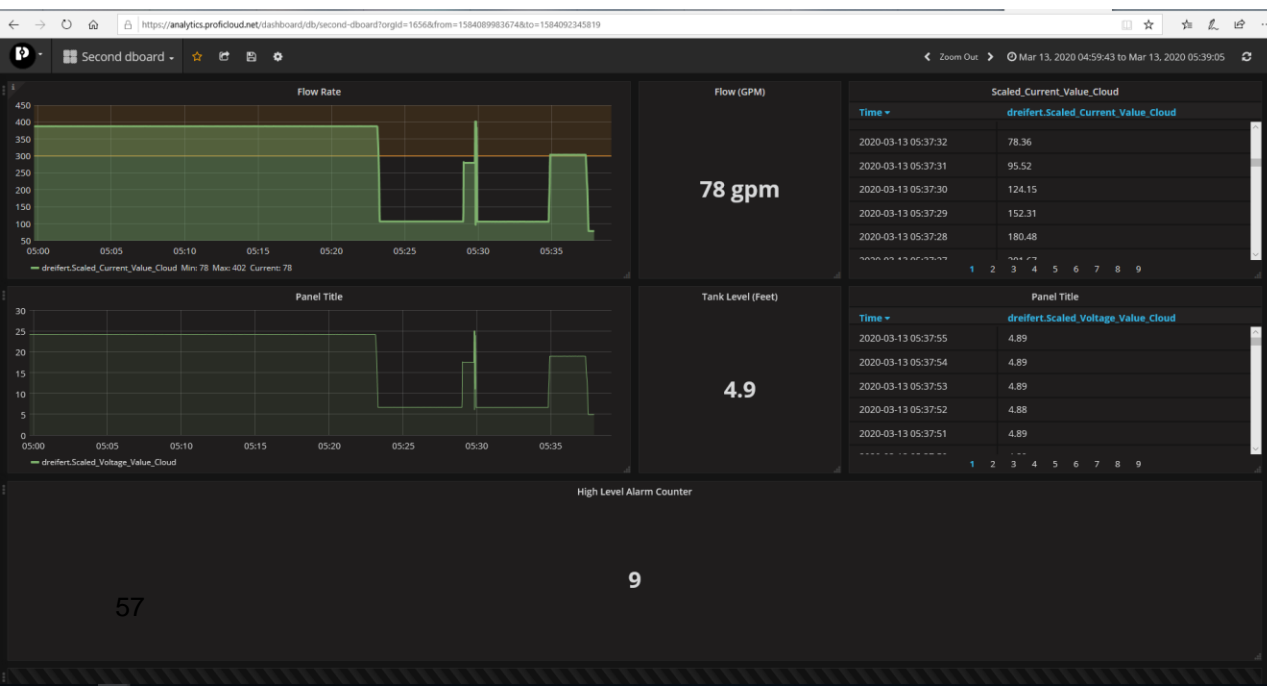 https://analytics.proficloud.net/dashboard/db/second-dboard?orgId=1656&from=1584089983674&to=1584092345819
Second dboard
Zoom Out
Mar 13, 2020 04:59:43 to Mar 13, 2020 05:39:05
Flow Rate
450
400
350
300
250
200
150
100
50
05:00 05:05 05:10 05:15 05:20 05:25 05:30 05:35
dreifert.Scaled_Current_Value_Cloud Min: 78 Max: 402 Current: 78
Flow (GPM)
78 gpm
Scaled_Current_Value_Cloud
Time dreifert.Scaled_Current_Value_Cloud
2020-03-13 05:37:32 78.36
2020-03-13 05:37:31 95.52
2020-03-13 05:37:30 124.15
2020-03-13 05:37:29 152.31
2020-03-13 05:37:28 180.48
2020-03-13 05:37:27 201.67
1 2 3 4 5 6 7 8 9
Panel Title
30
25
20
15
10
5
0
05:00 05:05 05:10 05:15 05:20 05:25 05:30 05:35
dreifert.Scaled_Voltage_Value_Cloud
Tank Level (Feet)
4.9
Panel Title
Time dreifert.Scaled_Voltage_Value_Cloud
2020-03-13 05:37:55 4.89
2020-03-13 05:37:54 4.89
2020-03-13 05:37:53 4.89
2020-03-13 05:37:52 4.88
2020-03-13 05:37:51 4.89
1 2 3 4 5 6 7 8 9
High Level Alarm Counter
9
57